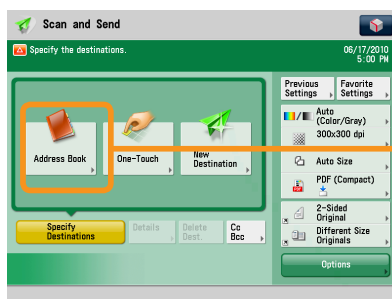 Scan and Send
Specify the destinations.
06/17/2010
5:00 PM
Previous
Settings
Favorite
Settings
Auto
(Color/Grey)
300x300 dpi
Address Book
One-Touch
New
Destination
Auto Size
PDF (Compact)
Specify
Destinations
Details
Delete
Dest.
Cc
Bcc
2-Sided
Original
Different Size
Originals
Options